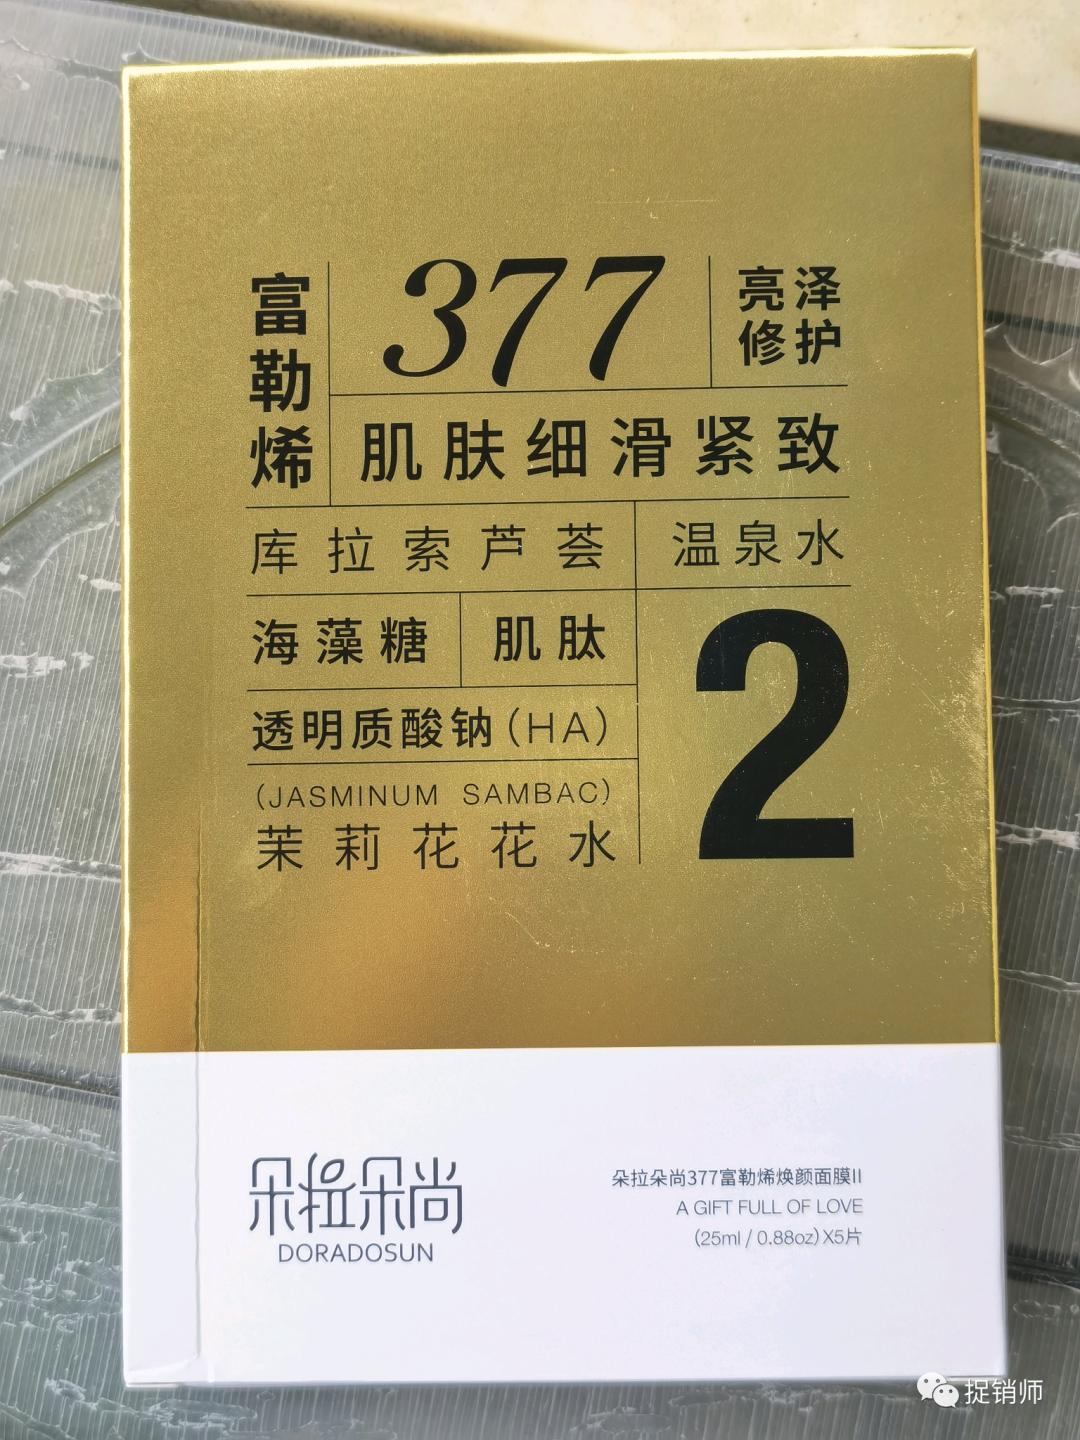 富勒烯
377
亮泽
修护
肌肤细滑紧致
库拉索芦荟
温泉水
海藻糖
肌肽
2
透明质酸钠(HA)
(JASMINUM SAMBAC)
茉莉花花水
朵拉朵尚
DORADOSUN
朵拉朵尚377富勒烯焕颜面膜II
A GIFT FULL OF LOVE
(25ml / 0.88oz)X5片
捉销师